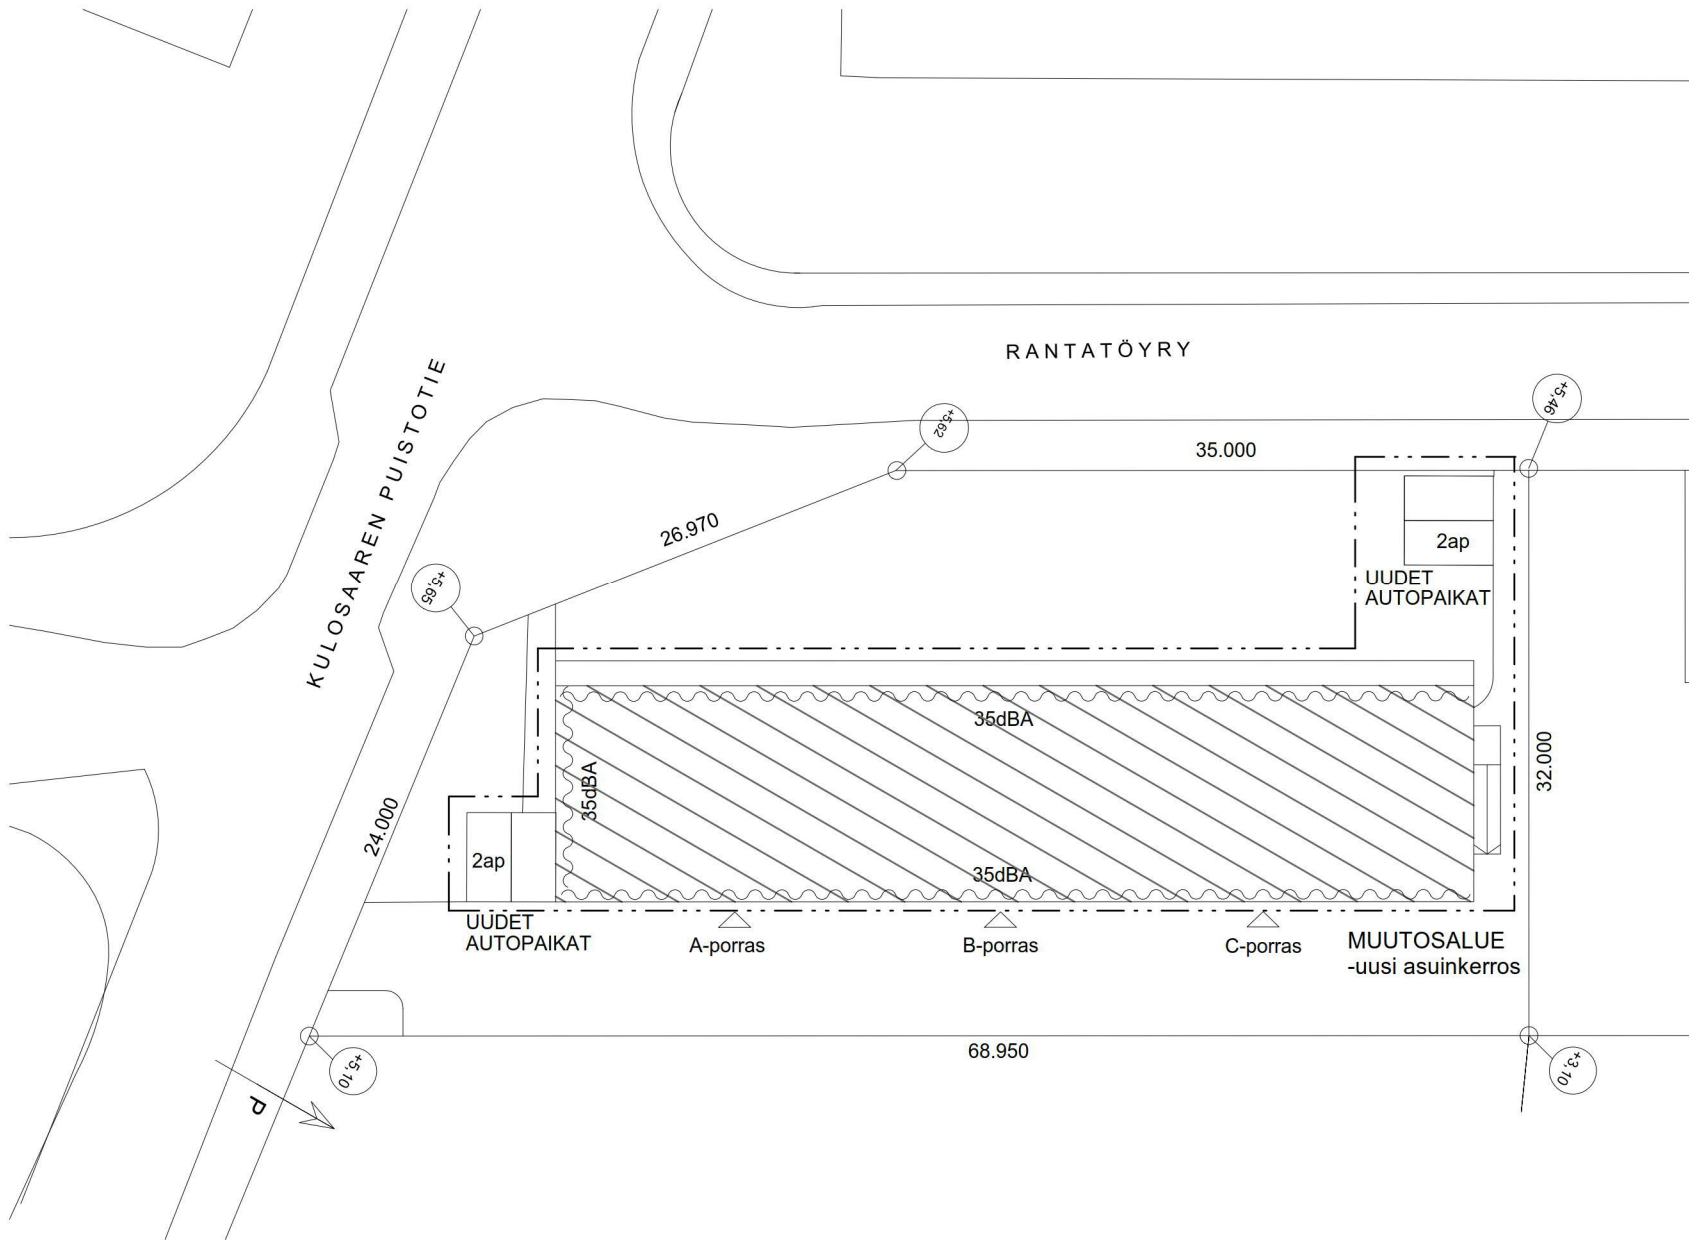 RANTATÖYRY
+5,46
+5,62
35.000
KULOSAAREN PUISTOTIE
26.970
2ap
UUDET
AUTOPAIKAT
+5,65
35dBA
32.000
35dBA
24.000
2ap
35dBA
UUDET
AUTOPAIKAT
A-porras
B-porras
C-porras
MUUTOSALUE
-uusi asuinkerros
68.950
+5,10
+3,10
P